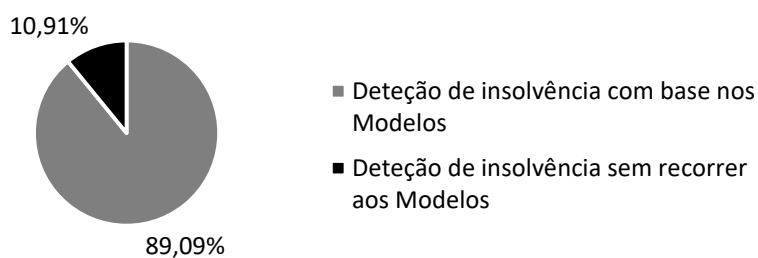 10,91%
Deteção de insolvência com base nos
Modelos
Deteção de insolvência sem recorrer
aos Modelos
89,09%